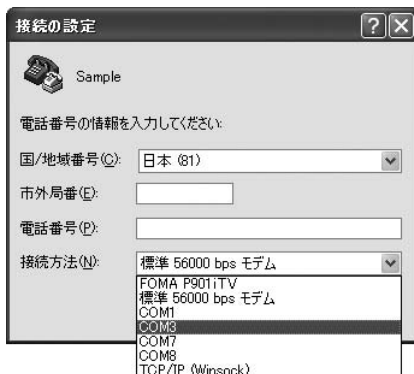 接続の設定
Sample
電話番号の情報を入力してください:
国/地域番号(C): 日本 (81)
市外局番(E):
電話番号(P):
接続方法(N): 標準 56000 bps モデム
FOMA P901iTV
標準 56000 bps モデム
COM1
COM3
COM7
COM8
TCP/IP (Winsock)